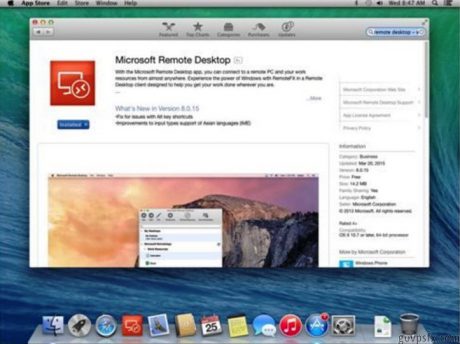 App Store Edit Store Window Help
Wed 8:47 AM
Featured Top Charts Categories Purchases Updates
remote desktop
Microsoft Remote Desktop
With the Microsoft Remote Desktop app, you can connect to a remote PC and your work
resources from almost anywhere. Experience the power of Windows with RemoteFX in a Remote
Desktop client designed to help you get your work done wherever you are.
...
...More
What's New in Version 8.0.15
•Fix for issues with Alt key shortcuts
•Improvements to input types support of Asian languages (IME)
Installed
Microsoft Corporation Web Site
Microsoft Remote Desktop Support
App License Agreement
Privacy Policy
Information
Category: Business
Updated: Mar 26, 2015
Version: 8.0.15
Price: Free
Size: 14.2 MB
Family Sharing: Yes
Language: English
Seller: Microsoft Corporation
© 2013 Microsoft. All rights reserved.
Rated 4+
Compatibility:
OS X 10.7 or later, 64-bit processor
More by Microsoft Corporation
Windows Phone
25